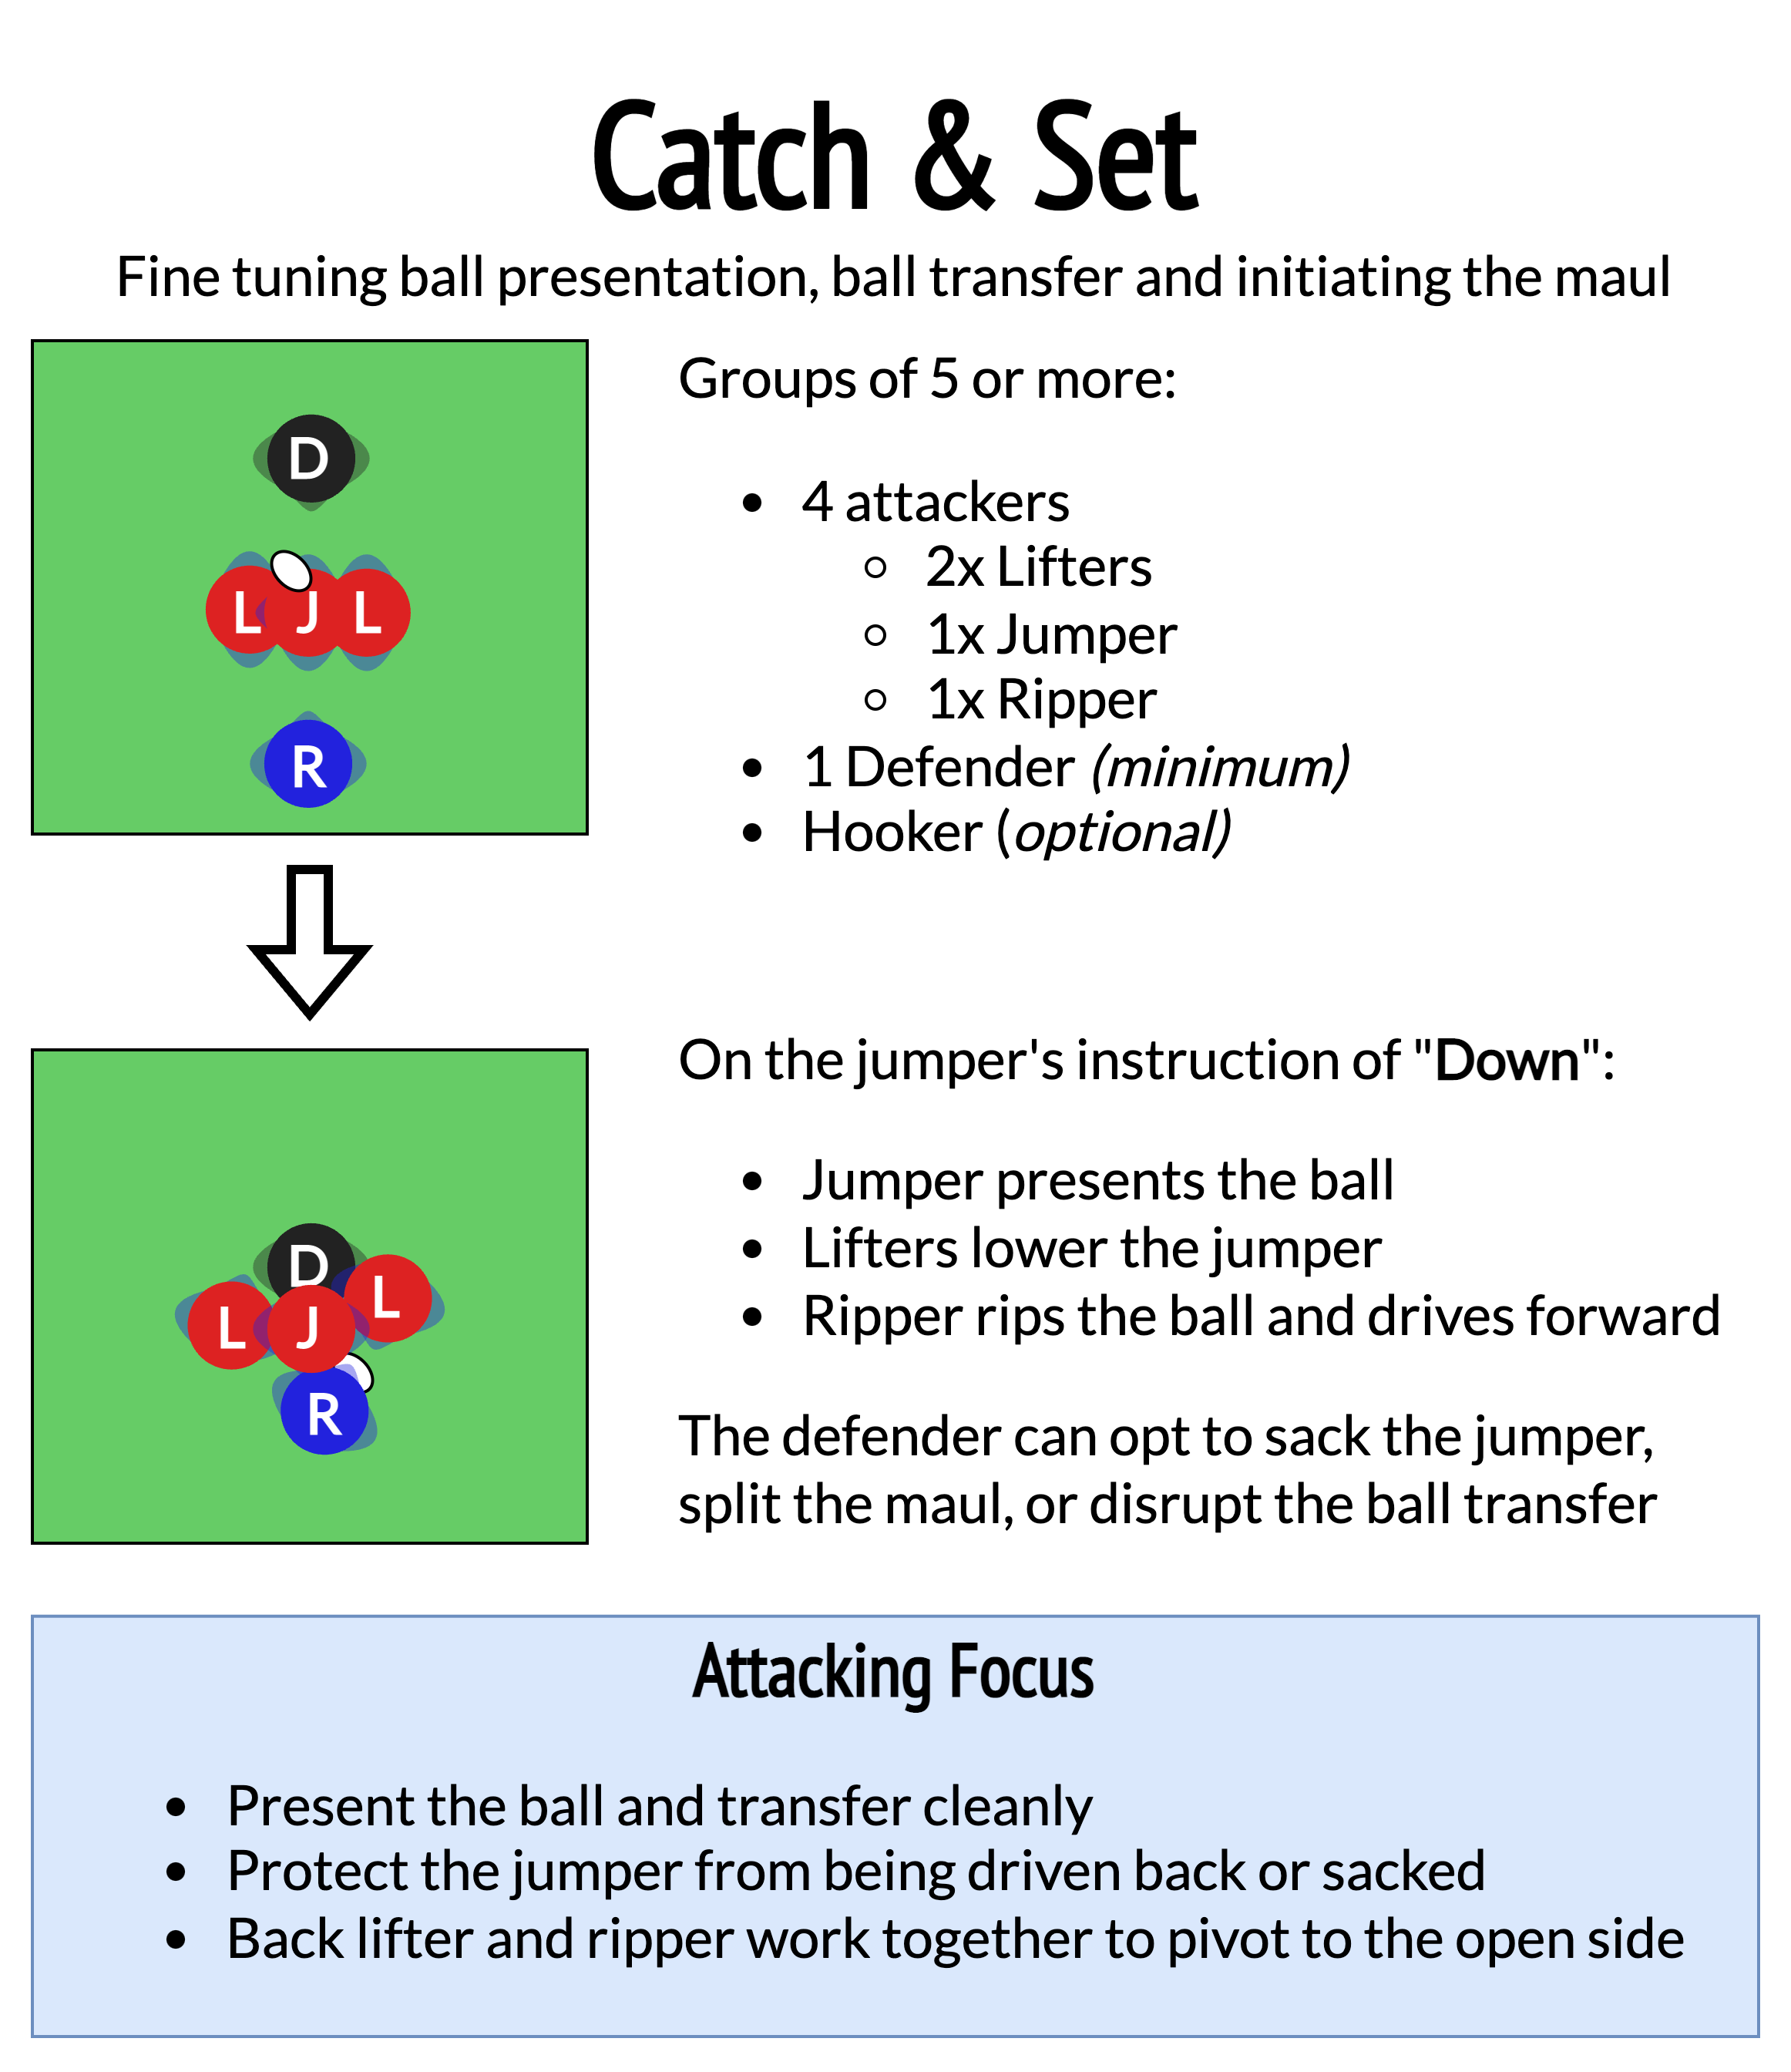 Catch & Set
Fine tuning ball presentation, ball transfer and initiating the maul
D
L J L
R
Groups of 5 or more:
• 4 attackers
○ 2x Lifters
○ 1x Jumper
○ 1x Ripper
• 1 Defender (minimum)
• Hooker (optional)
D
L J L
R
On the jumper's instruction of "Down":
• Jumper presents the ball
• Lifters lower the jumper
• Ripper rips the ball and drives forward
The defender can opt to sack the jumper,
split the maul, or disrupt the ball transfer
Attacking Focus
• Present the ball and transfer cleanly
• Protect the jumper from being driven back or sacked
• Back lifter and ripper work together to pivot to the open side